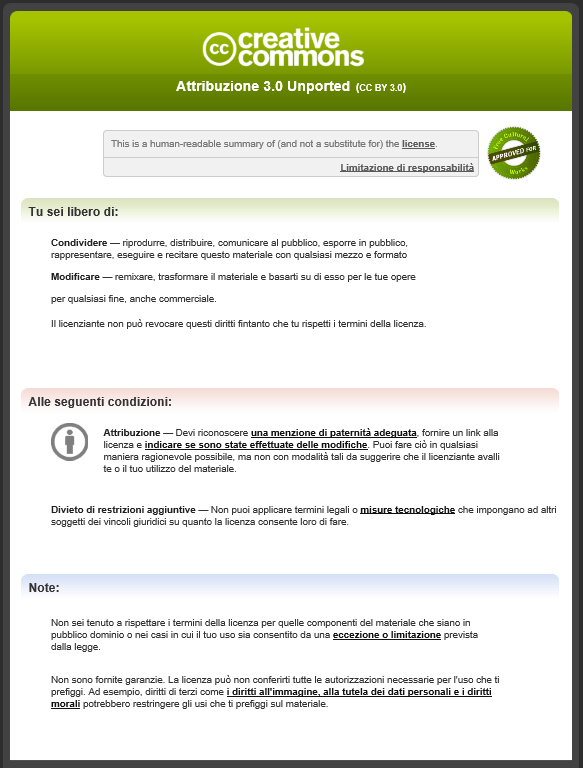 cc creative commons
Attribuzione 3.0 Unported (CC BY 3.0)
This is a human-readable summary of (and not a substitute for) the license.
Limitazione di responsabilità
Free Cultural
APPROVED FOR
Works
Tu sei libero di:
Condividere — riprodurre, distribuire, comunicare al pubblico, esporre in pubblico,
rappresentare, eseguire e recitare questo materiale con qualsiasi mezzo e formato
Modificare — remixare, trasformare il materiale e basarti su di esso per le tue opere
per qualsiasi fine, anche commerciale.
Il licenziante non può revocare questi diritti fintanto che tu rispetti i termini della licenza.
Alle seguenti condizioni:
Attribuzione — Devi riconoscere una menzione di paternità adeguata, fornire un link alla
licenza e indicare se sono state effettuate delle modifiche. Puoi fare ciò in qualsiasi
maniera ragionevole possibile, ma non con modalità tali da suggerire che il licenziante avalli
te o il tuo utilizzo del materiale.
Divieto di restrizioni aggiuntive — Non puoi applicare termini legali o misure tecnologiche che impongano ad altri
soggetti dei vincoli giuridici su quanto la licenza consente loro di fare.
Note:
Non sei tenuto a rispettare i termini della licenza per quelle componenti del materiale che siano in
pubblico dominio o nei casi in cui il tuo uso sia consentito da una eccezione o limitazione prevista
dalla legge.
Non sono fornite garanzie. La licenza può non conferirti tutte le autorizzazioni necessarie per l'uso che ti
prefiggi. Ad esempio, diritti di terzi come i diritti all'immagine, alla tutela dei dati personali e i diritti
morali potrebbero restringere gli usi che ti prefiggi sul materiale.